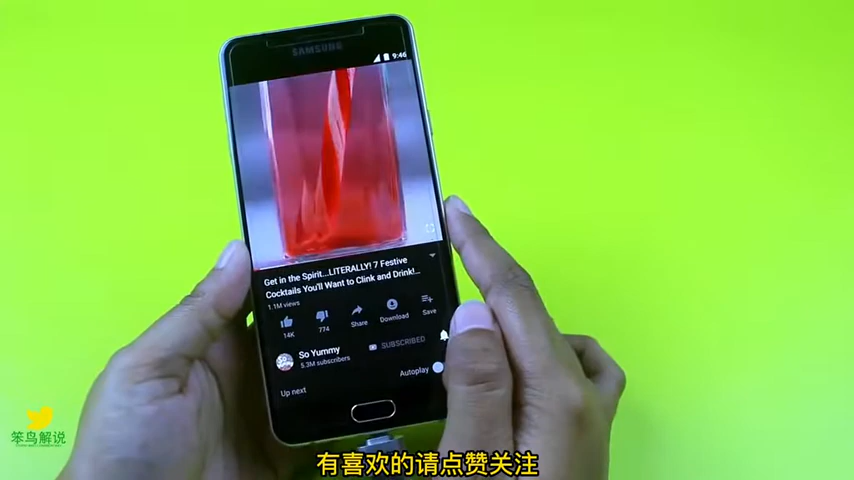 SAMSUNG
9:46
Get in the Spirit...LITERALLY! 7 Festive
Cocktails You'll Want to Clink and Drink!...
1.1M views
14K
774
Share
Download
Save
So Yummy
5.3M subscribers
SUBSCRIBED
Autoplay
Up next
笨鸟解说
有喜欢的请点赞关注